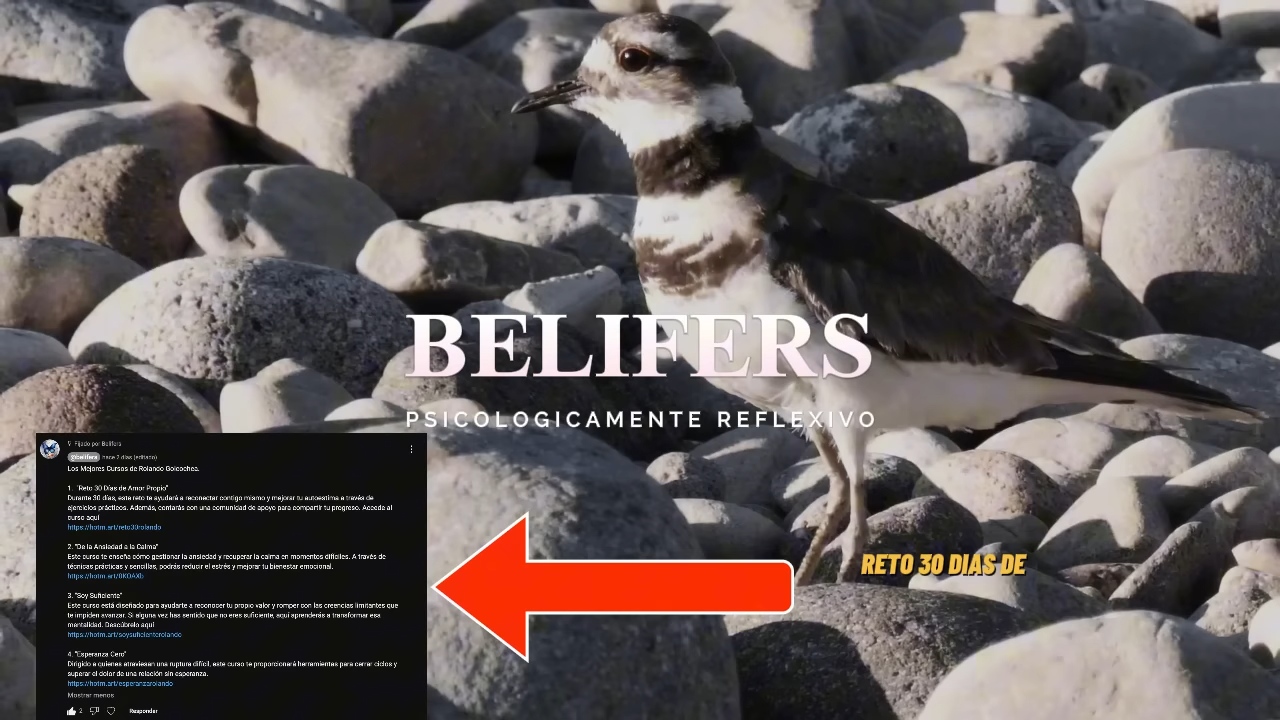 BELIFERS
PSICOLOGICAMENTE REFLEXIVO
Fijado por Belifers
@belifers hace 2 días (editado)
Los Mejores Cursos de Rolando Goicochea.
1. "Reto 30 Días de Amor Propio"
Durante 30 días, este reto te ayudará a reconectar contigo mismo y mejorar tu autoestima a través de
ejercicios prácticos. Además, contarás con una comunidad de apoyo para compartir tu progreso. Accede al
curso aquí
https://hotm.art/reto30rolando
2. "De la Ansiedad a la Calma"
Este curso te enseña cómo gestionar la ansiedad y recuperar la calma en momentos difíciles. A través de
técnicas prácticas y sencillas, podrás reducir el estrés y mejorar tu bienestar emocional.
https://hotm.art/0KOAXb
3. "Soy Suficiente"
Este curso está diseñado para ayudarte a reconocer tu propio valor y romper con las creencias limitantes que
te impiden avanzar. Si alguna vez has sentido que no eres suficiente, aquí aprenderás a transformar esa
mentalidad. Descúbrelo aquí
https://hotm.art/soysuficienterolando
4. "Esperanza Cero"
Dirigido a quienes atraviesan una ruptura difícil, este curso te proporcionará herramientas para cerrar ciclos y
superar el dolor de una relación sin esperanza.
https://hotm.art/esperanzarolando
Mostrar menos
2 Responder
RETO 30 DIAS DE